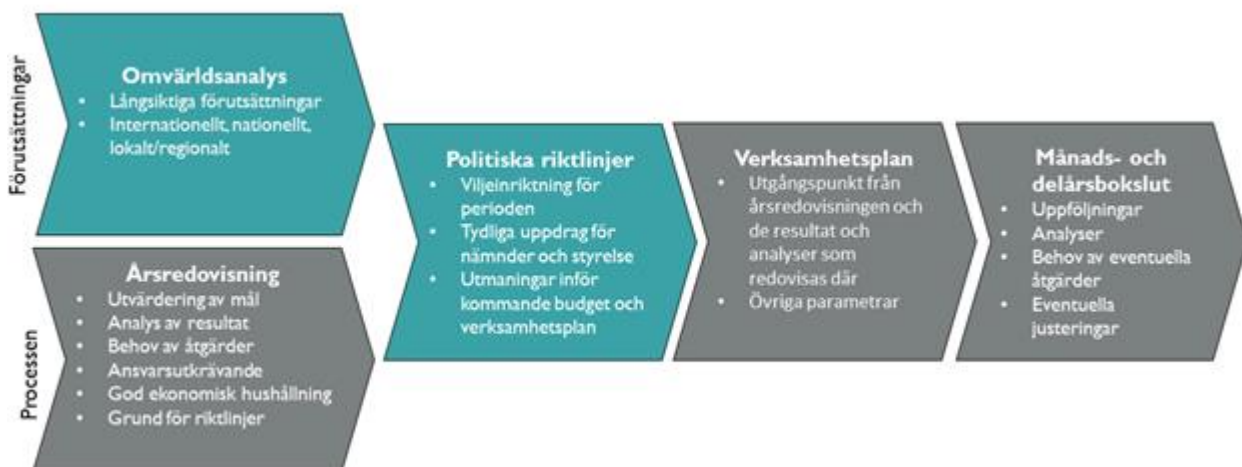 Förutsättningar
Omvärldsanalys
• Långsiktiga förutsättningar
• Internationellt, nationellt,
lokalt/regionalt
Processen
Årsredovisning
• Utvärdering av mål
• Analys av resultat
• Behov av åtgärder
• Ansvarsutkrävande
• God ekonomisk hushållning
• Grund för riktlinjer
Politiska riktlinjer
• Viljeinriktning för
perioden
• Tydliga uppdrag för
nämnder och styrelse
• Utmaningar inför
kommande budget och
verksamhetsplan
Verksamhetsplan
• Utgångspunkt från
årsredovisningen och
de resultat och
analyser som
redovisas där
• Övriga parametrar
Månads- och
delårsbokslut
• Uppföljningar
• Analyser
• Behov av eventuella
åtgärder
• Eventuella
justeringar